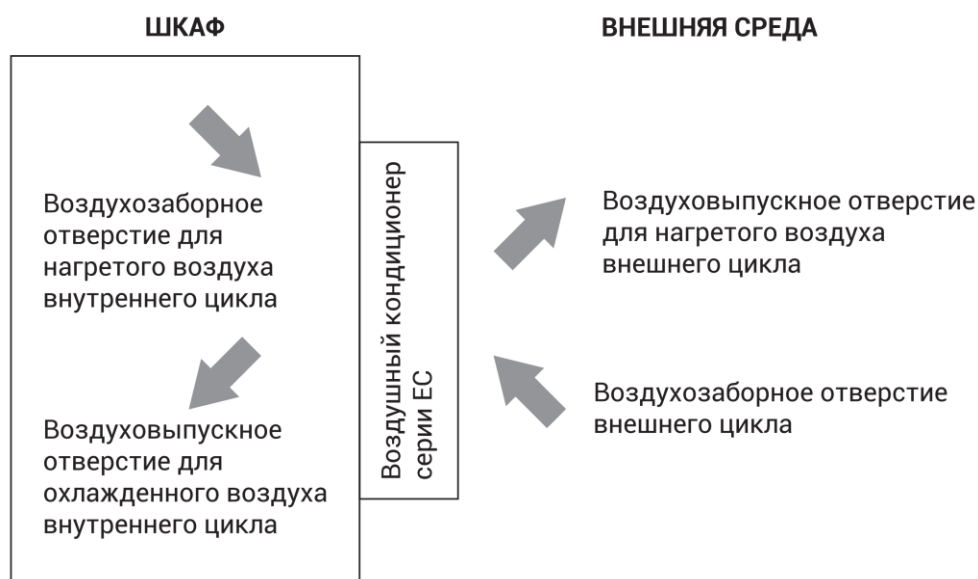 ШКАФ
ВНЕШНЯЯ СРЕДА
Воздухозаборное
отверстие для
нагретого воздуха
внутреннего цикла
Воздуховыпускное
отверстие для
охлажденного воздуха
внутреннего цикла
Воздушный кондиционер
серии ЕС
Воздуховыпускное отверстие
для нагретого воздуха
внешнего цикла
Воздухозаборное отверстие
внешнего цикла